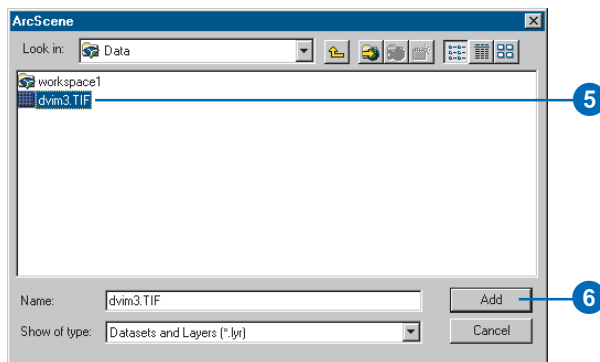 ArcScene
Look in: Data
workspace1
dvim3.TIF
5
Name: dvim3.TIF
Add
6
Show of type: Datasets and Layers (*.lyr)
Cancel